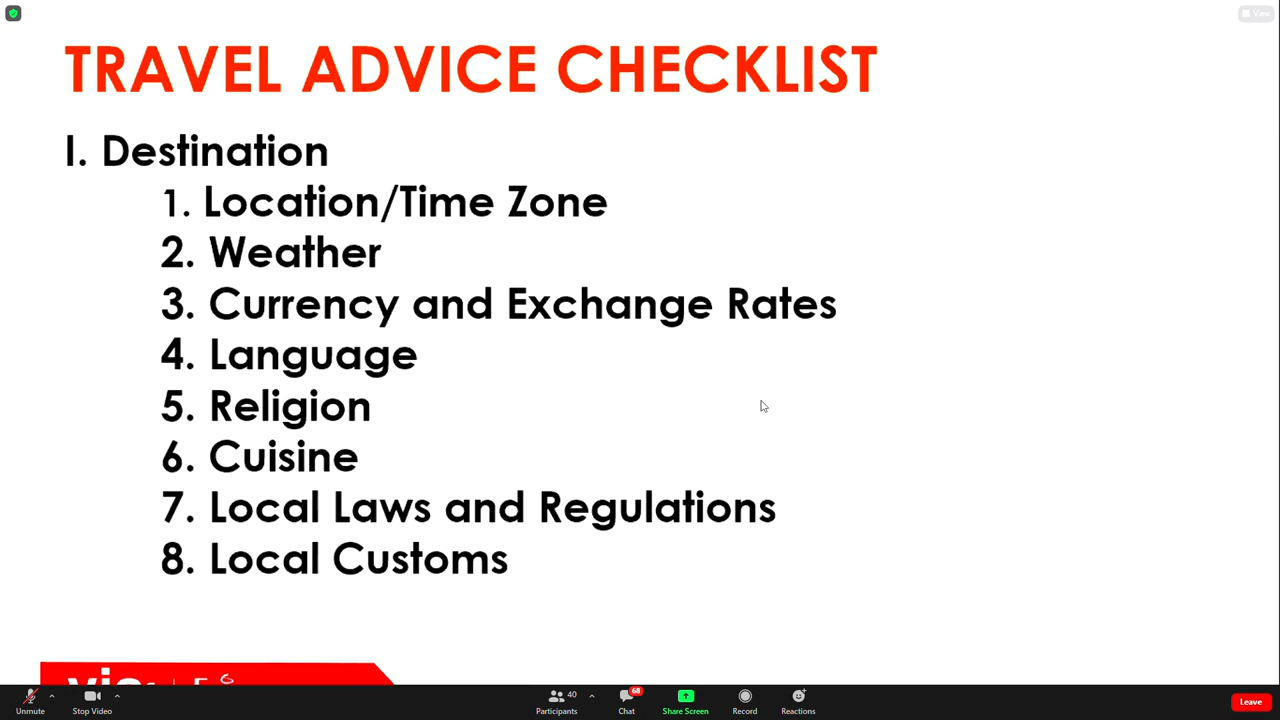 View
TRAVEL ADVICE CHECKLIST
I. Destination
1. Location/Time Zone
2. Weather
3. Currency and Exchange Rates
4. Language
5. Religion
6. Cuisine
7. Local Laws and Regulations
8. Local Customs
Unmute
Stop Video
40
Participants
68
Chat
Share Screen
Record
Reactions
Leave